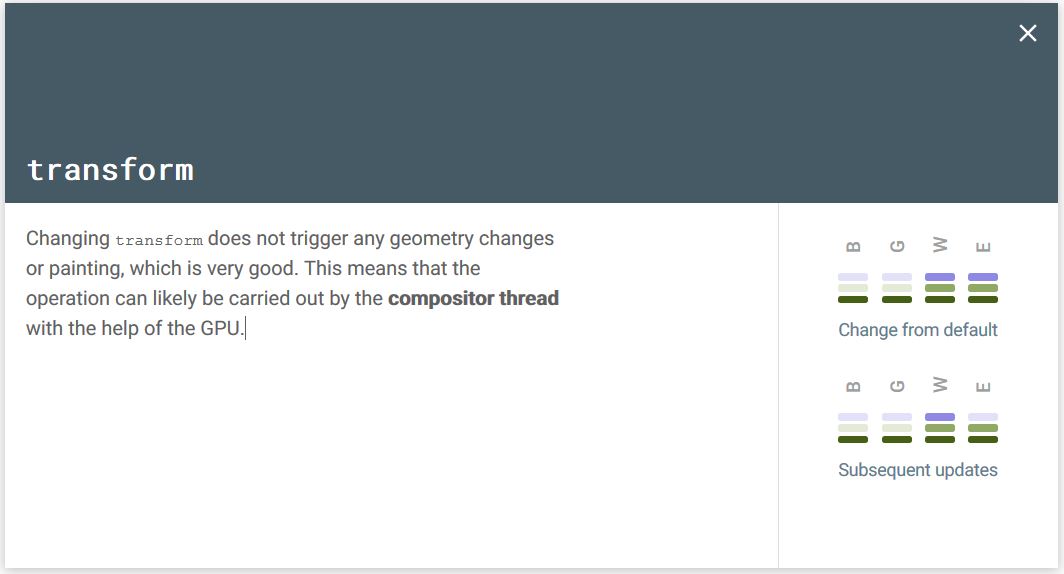 transform
Changing transform does not trigger any geometry changes
or painting, which is very good. This means that the
operation can likely be carried out by the compositor thread
with the help of the GPU.
B G W E
Change from default
B G W E
Subsequent updates